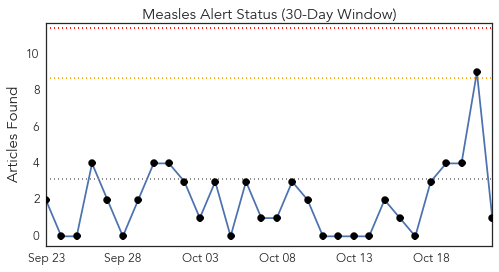 Measles Alert Status (30-Day Window)
Articles Found
10
8
6
4
2
0
Sep 23 Sep 28 Oct 03 Oct 08 Oct 13 Oct 18